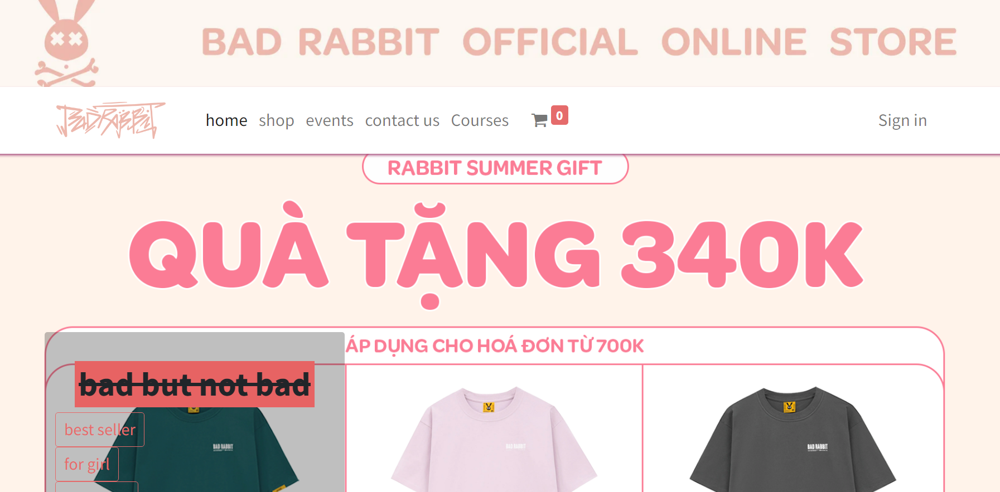 BAD RABBIT OFFICIAL ONLINE STORE
BAD RABBIT
home shop events contact us Courses 0 Sign in
RABBIT SUMMER GIFT
QUÀ TẶNG 340K
ÁP DỤNG CHO HOÁ ĐƠN TỪ 700K
bad but not bad
best seller
for girl
BAD RABBIT
BAD RABBIT
BAD RABBIT